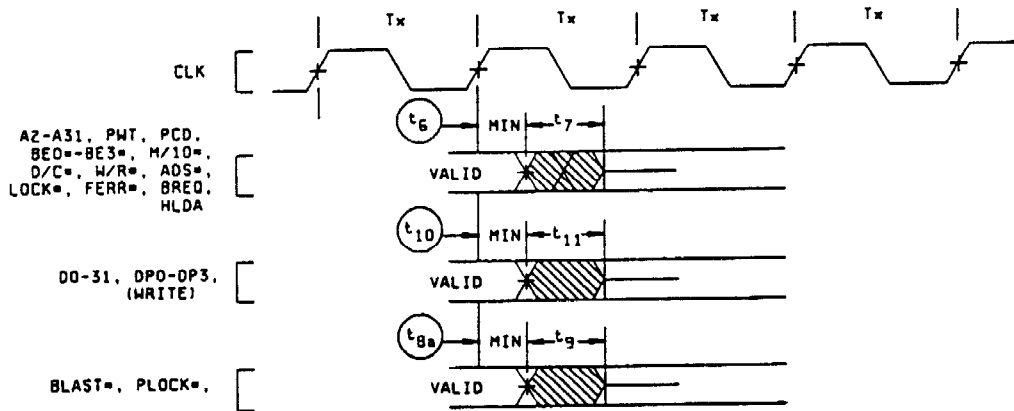 Tx Tx Tx Tx
CLK
t6 MIN t7
A2-A31, PWT, PCD,
BE0*-BE3*, M/IO*,
D/C*, W/R*, ADS*,
LOCK*, FERR*, BREQ,
HLDA
VALID
t10 MIN t11
D0-31, DP0-DP3,
(WRITE)
VALID
t8a MIN t9
BLAST*, PLOCK*,
VALID